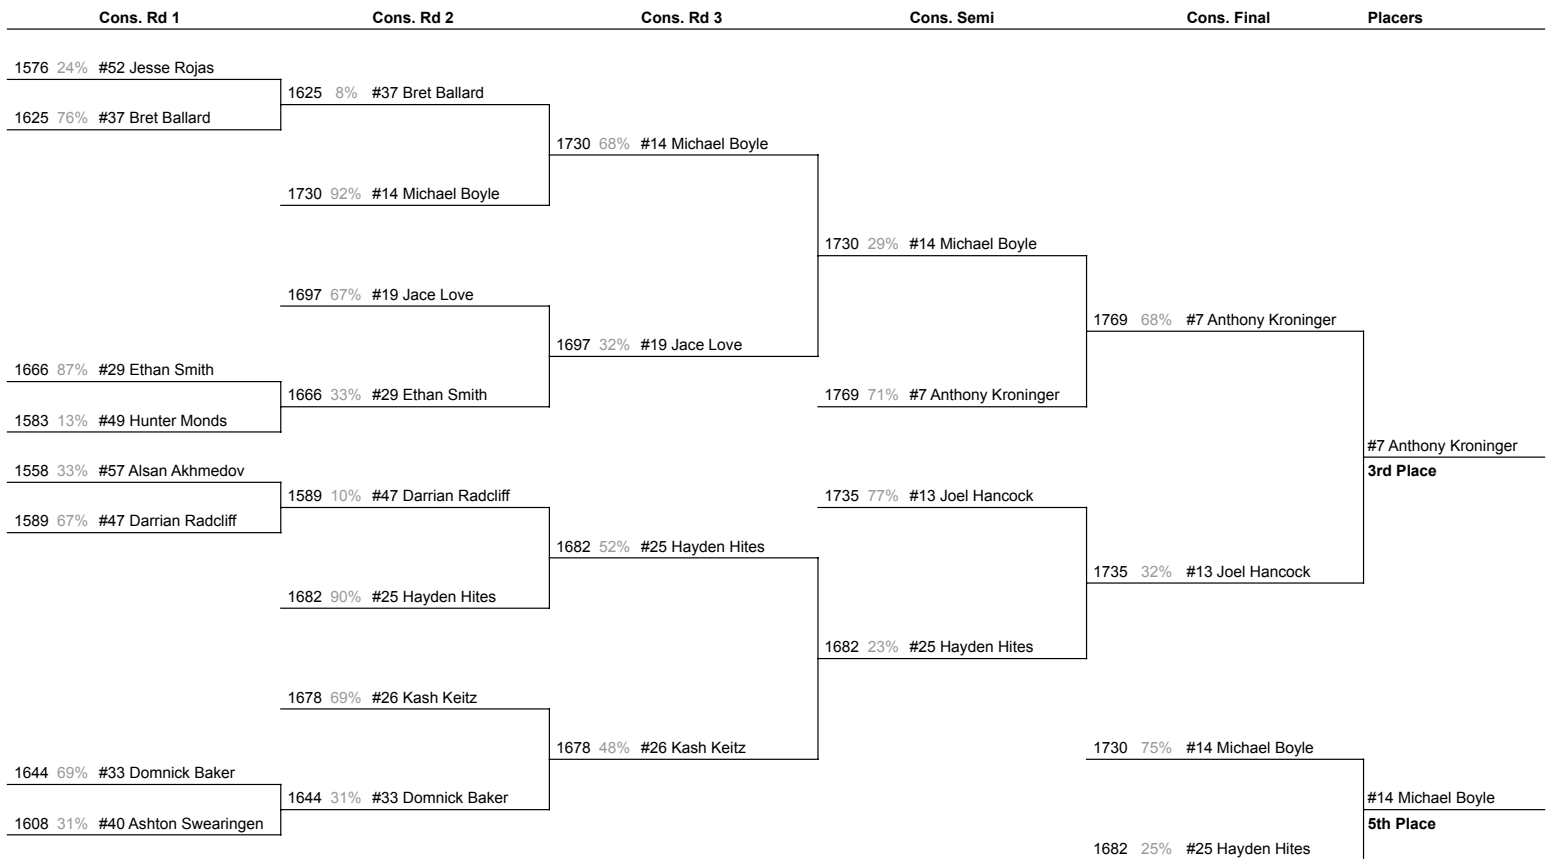 Cons. Rd 1 Cons. Rd 2 Cons. Rd 3 Cons. Semi Cons. Final Placers
1576 24% #52 Jesse Rojas
1625 8% #37 Bret Ballard
1625 76% #37 Bret Ballard
1730 68% #14 Michael Boyle
1730 92% #14 Michael Boyle
1730 29% #14 Michael Boyle
1697 67% #19 Jace Love
1769 68% #7 Anthony Kroninger
1697 32% #19 Jace Love
1666 87% #29 Ethan Smith
1666 33% #29 Ethan Smith
1769 71% #7 Anthony Kroninger
1583 13% #49 Hunter Monds
#7 Anthony Kroninger
1558 33% #57 Alsan Akhmedov
3rd Place
1589 10% #47 Darrian Radcliff
1735 77% #13 Joel Hancock
1589 67% #47 Darrian Radcliff
1682 52% #25 Hayden Hites
1735 32% #13 Joel Hancock
1682 90% #25 Hayden Hites
1682 23% #25 Hayden Hites
1678 69% #26 Kash Keitz
1678 48% #26 Kash Keitz
1730 75% #14 Michael Boyle
1644 69% #33 Domnick Baker
1644 31% #33 Domnick Baker
#14 Michael Boyle
1608 31% #40 Ashton Swearingen
5th Place
1682 25% #25 Hayden Hites